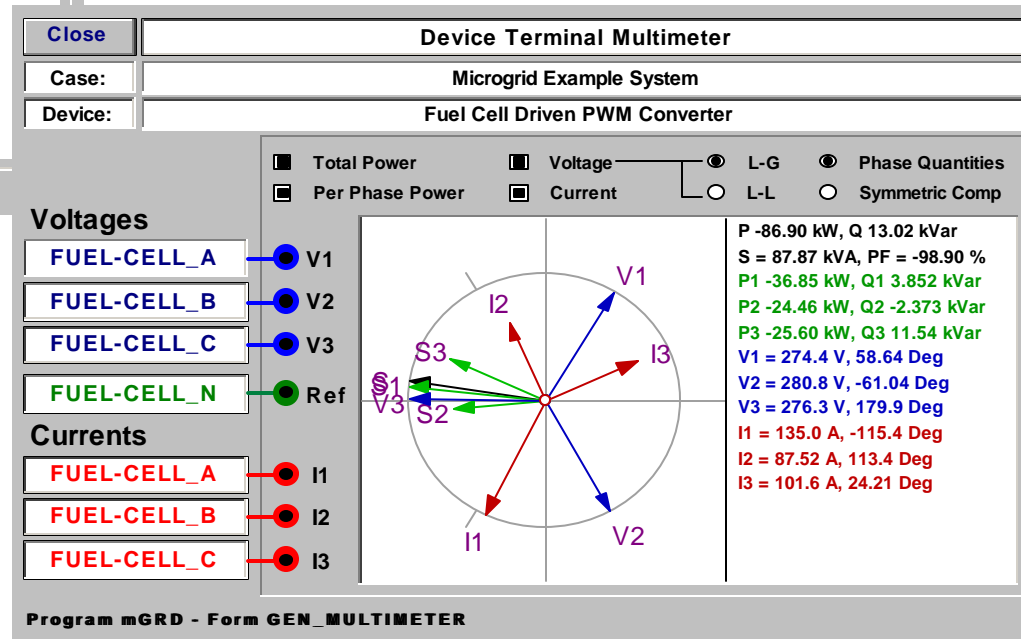 Close
Device Terminal Multimeter
Case:
Microgrid Example System
Device:
Fuel Cell Driven PWM Converter
Total Power
Voltage
L-G
Phase Quantities
Per Phase Power
Current
L-L
Symmetric Comp
Voltages
FUEL-CELL_A
V1
FUEL-CELL_B
V2
FUEL-CELL_C
V3
FUEL-CELL_N
Ref
Currents
FUEL-CELL_A
I1
FUEL-CELL_B
I2
FUEL-CELL_C
I3
V1
I2
I3
S3
S
S1
V3
S2
I1
V2
P -86.90 kW, Q 13.02 kVar
S = 87.87 kVA, PF = -98.90 %
P1 -36.85 kW, Q1 3.852 kVar
P2 -24.46 kW, Q2 -2.373 kVar
P3 -25.60 kW, Q3 11.54 kVar
V1 = 274.4 V, 58.64 Deg
V2 = 280.8 V, -61.04 Deg
V3 = 276.3 V, 179.9 Deg
I1 = 135.0 A, -115.4 Deg
I2 = 87.52 A, 113.4 Deg
I3 = 101.6 A, 24.21 Deg
Program mGRD - Form GEN_MULTIMETER